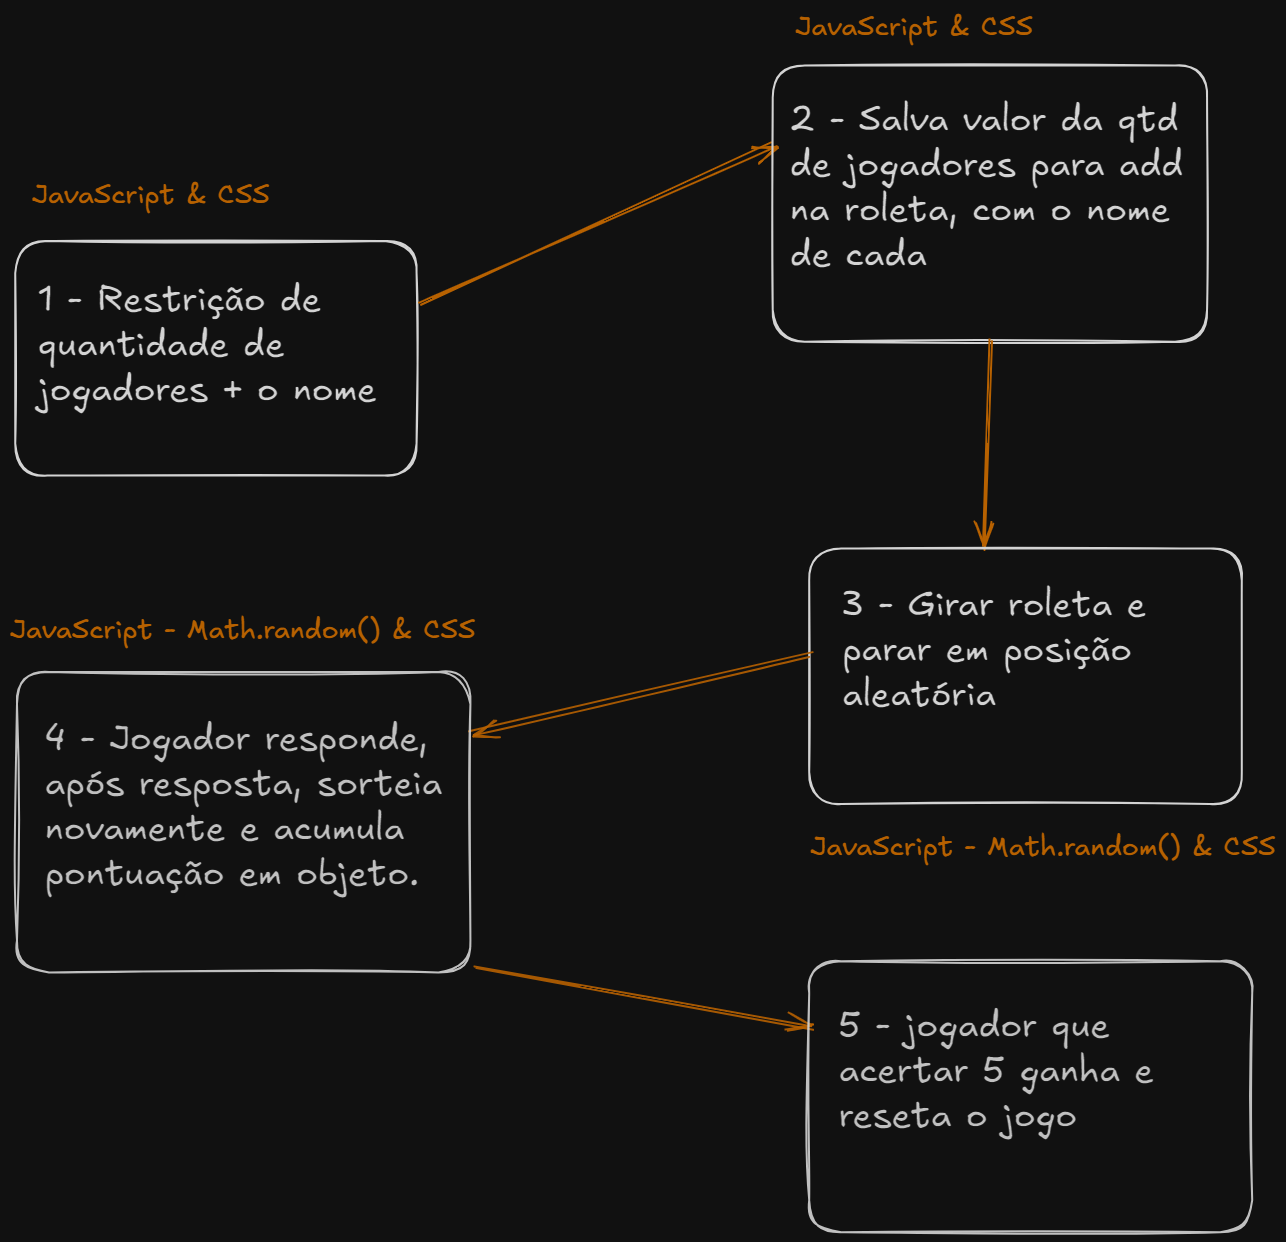 JavaScript & CSS
1 - Restrição de
quantidade de
jogadores + o nome
JavaScript & CSS
2 - Salva valor da qtd
de jogadores para add
na roleta, com o nome
de cada
3 - Girar roleta e
parar em posição
aleatória
JavaScript - Math.random() & CSS
JavaScript - Math.random() & CSS
4 - Jogador responde,
após resposta, sorteia
novamente e acumula
pontuação em objeto.
5 - jogador que
acertar 5 ganha e
reseta o jogo